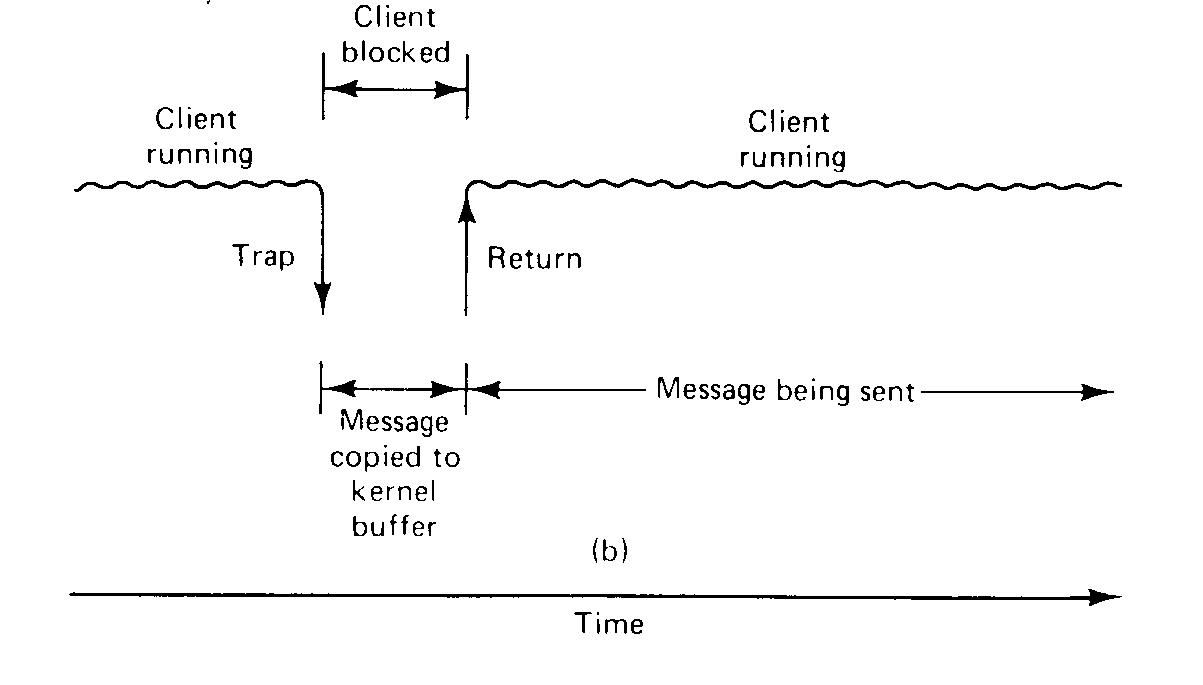 Client
blocked
Client
running
Client
running
Trap
Return
Message being sent
Message
copied to
kernel
buffer
(b)
Time